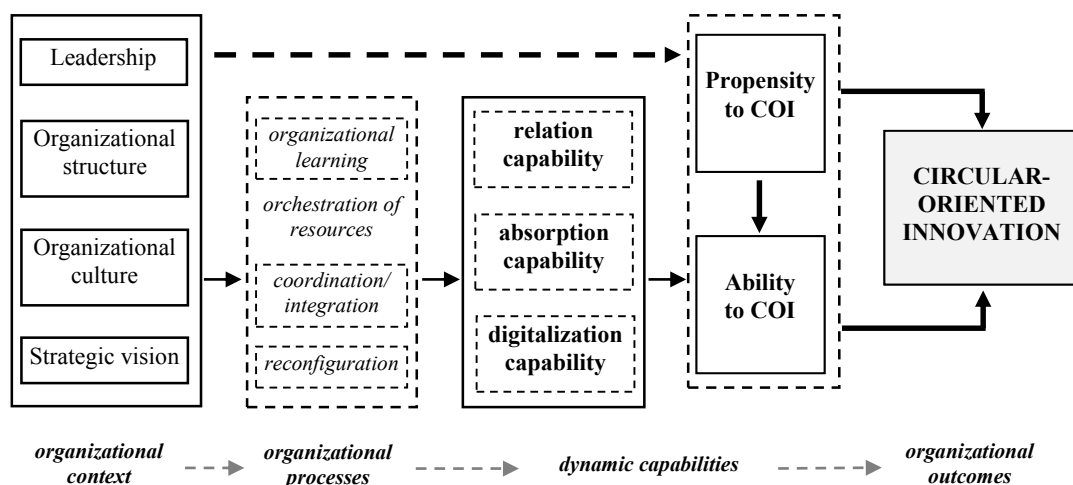 Leadership
Organizational
structure
Organizational
culture
Strategic vision
organizational
learning
orchestration of
resources
coordination/
integration
reconfiguration
relation
capability
absorption
capability
digitalization
capability
Propensity
to COI
Ability
to COI
CIRCULAR-
ORIENTED
INNOVATION
organizational
context
organizational
processes
dynamic capabilities
organizational
outcomes